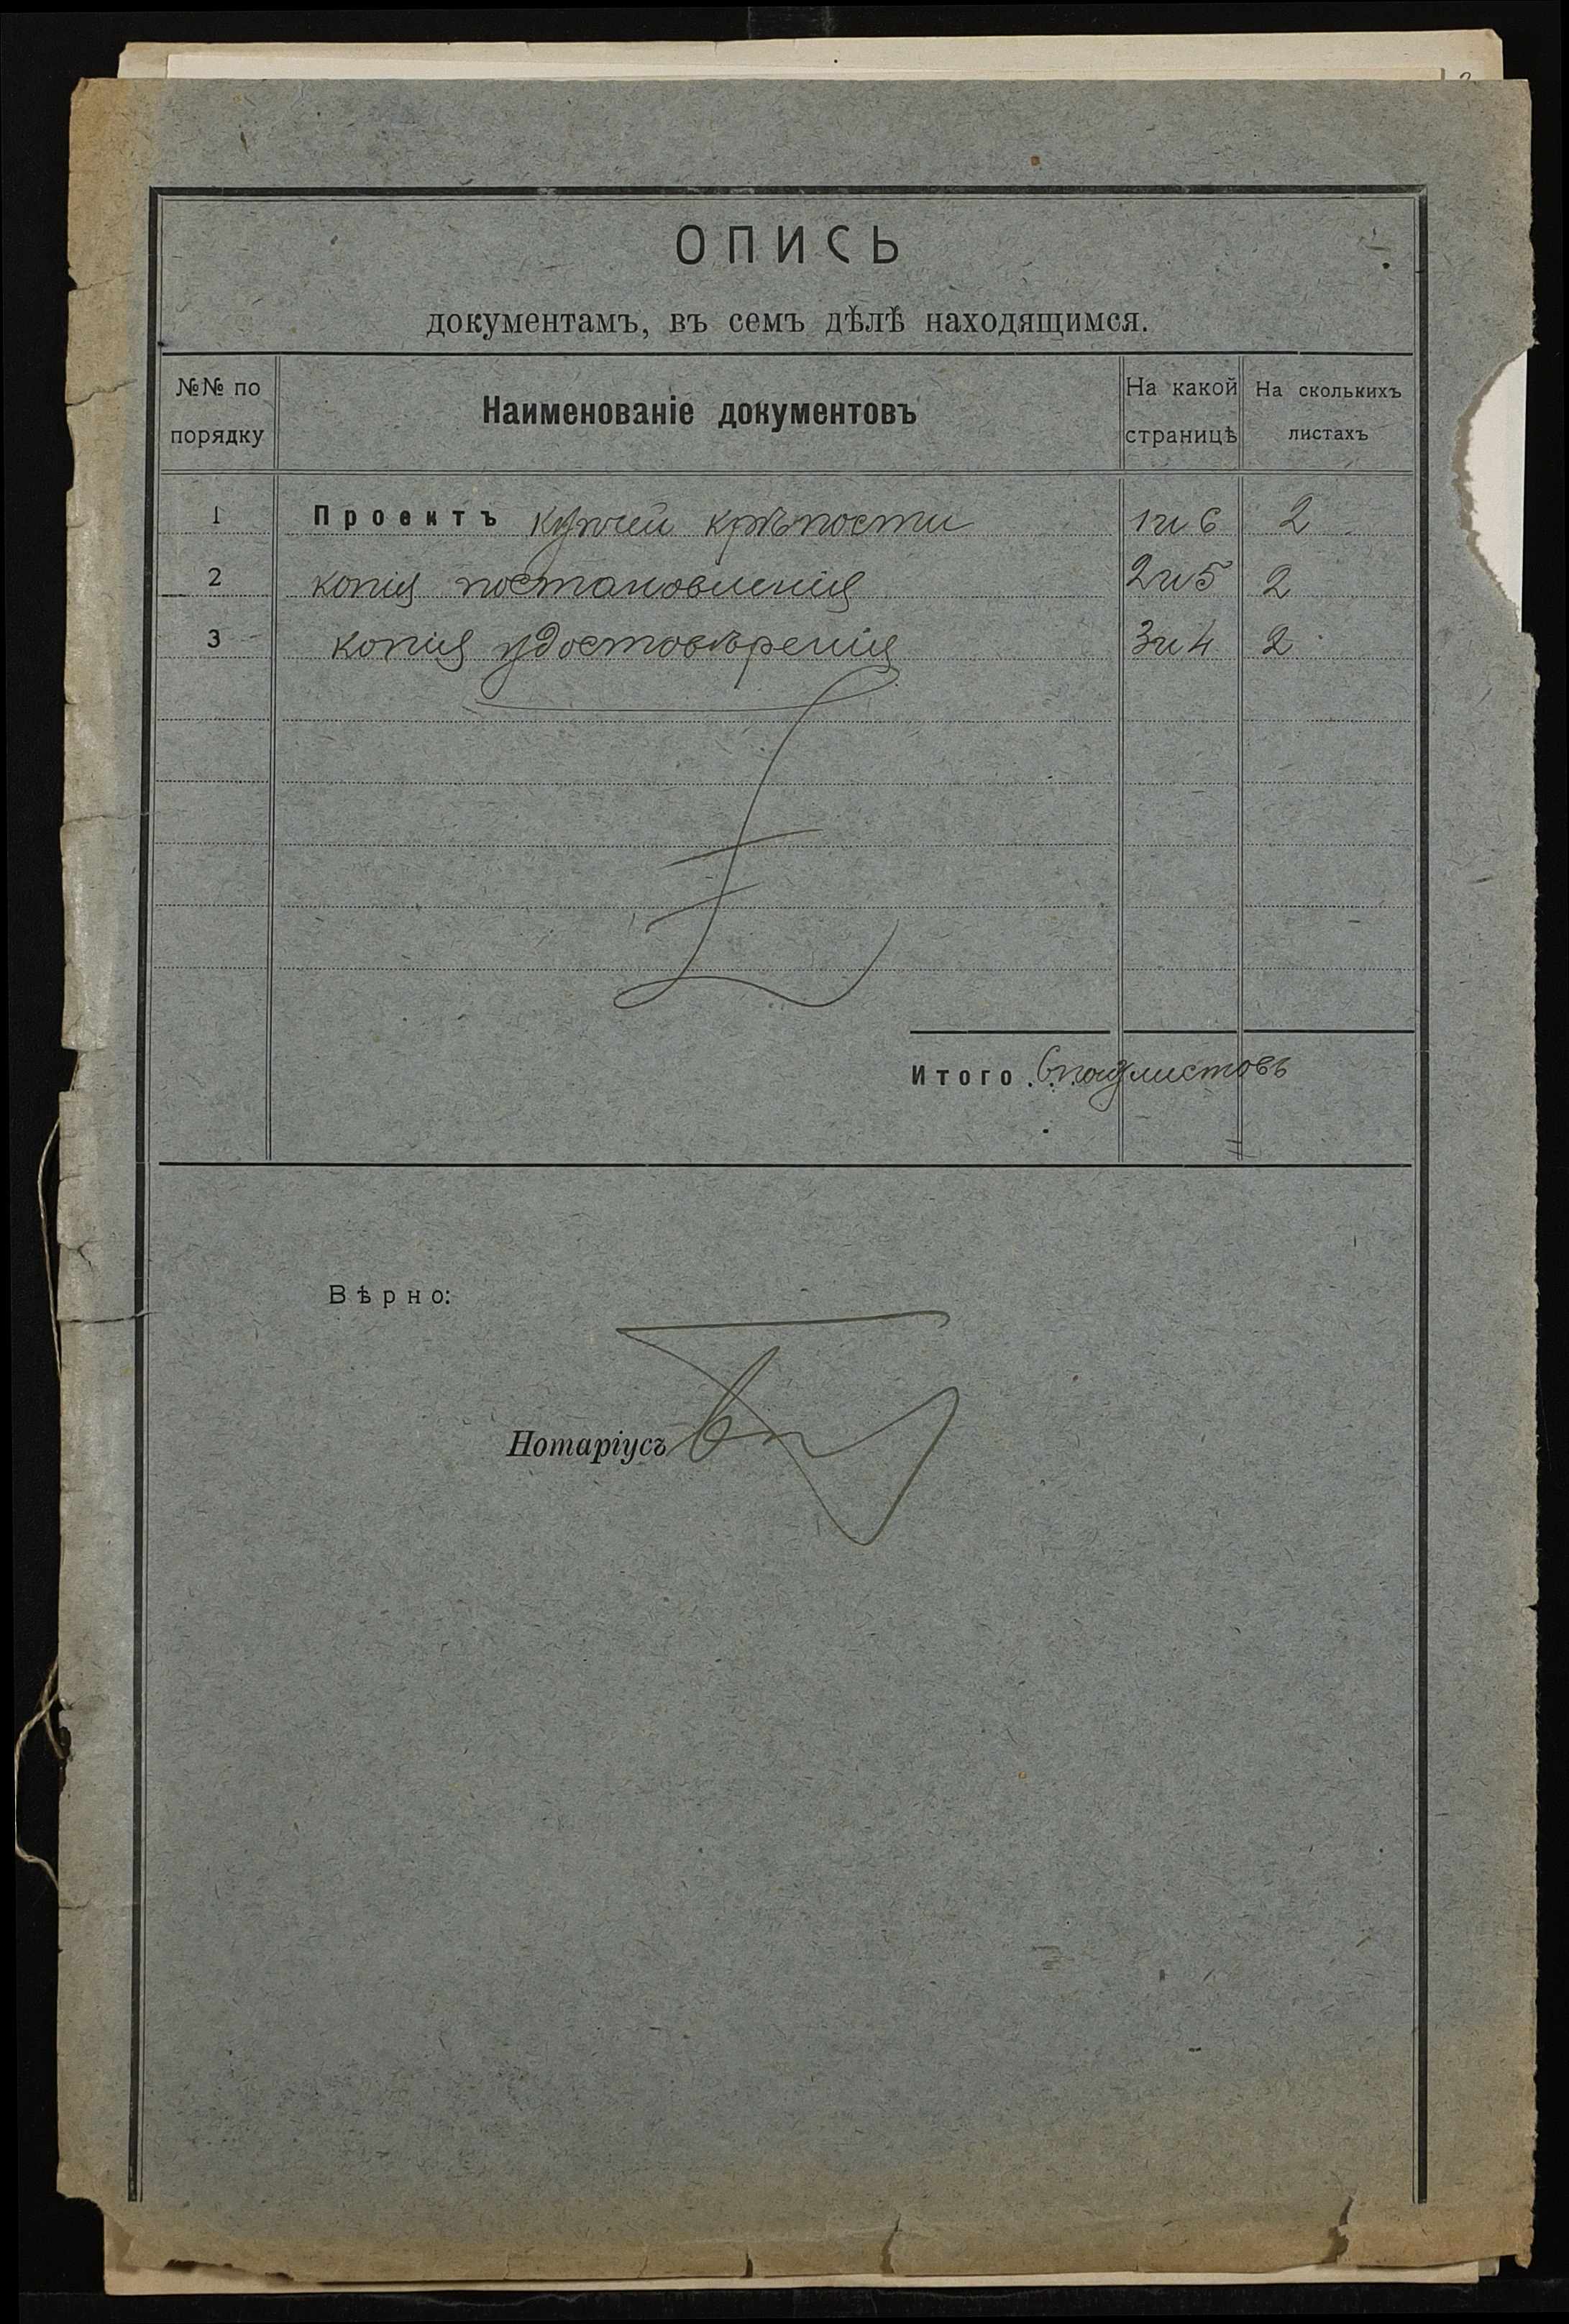 ОПИСЬ
документамъ, въ семъ дѣлѣ находящимся.
№№ по порядку
Наименованіе документовъ
На какой страницѣ
На сколькихъ листахъ
1 Проектъ купчей крѣпости 1 и 6 2
2 копія постановленія 2 и 5 2
3 копія удостовѣренія 3 и 4 2
Итого . 6 полулистовъ
Вѣрно:
Нотаріусъ